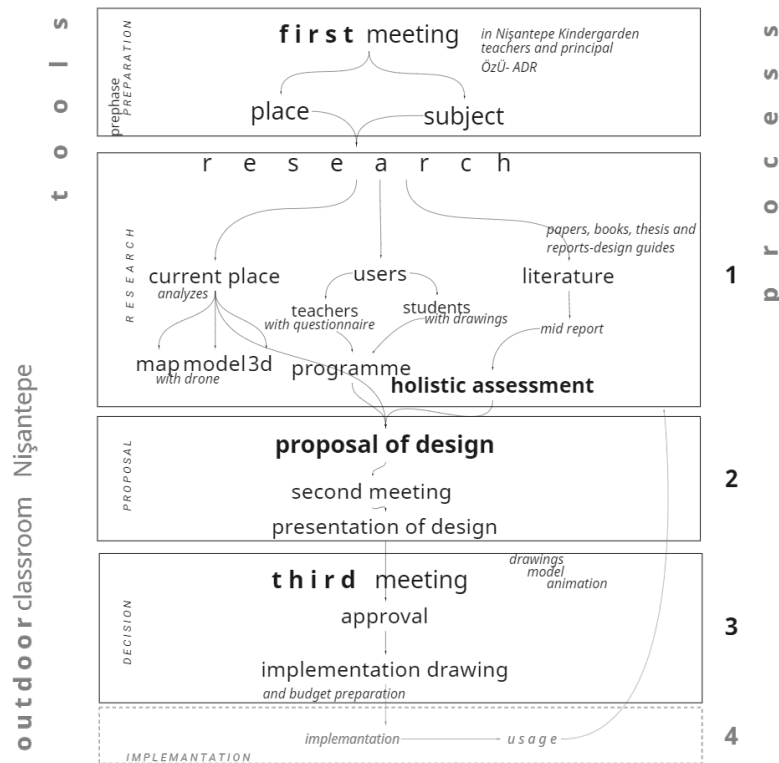 tools
process
outdoor classroom Nişantepe
prephase
PREPARATION
first meeting
in Nişantepe Kindergarden
teachers and principal
ÖzÜ- ADR
place
subject
research
RESEARCH
1
papers, books, thesis and
reports-design guides
current place
analyzes
users
literature
teachers
with questionnaire
students
with drawings
mid report
map model 3d
with drone
programme
holistic assessment
PROPOSAL
2
proposal of design
second meeting
presentation of design
DECISION
3
third meeting
drawings
model
animation
approval
implementation drawing
and budget preparation
4
implemantation
usage
IMPLEMANTATION